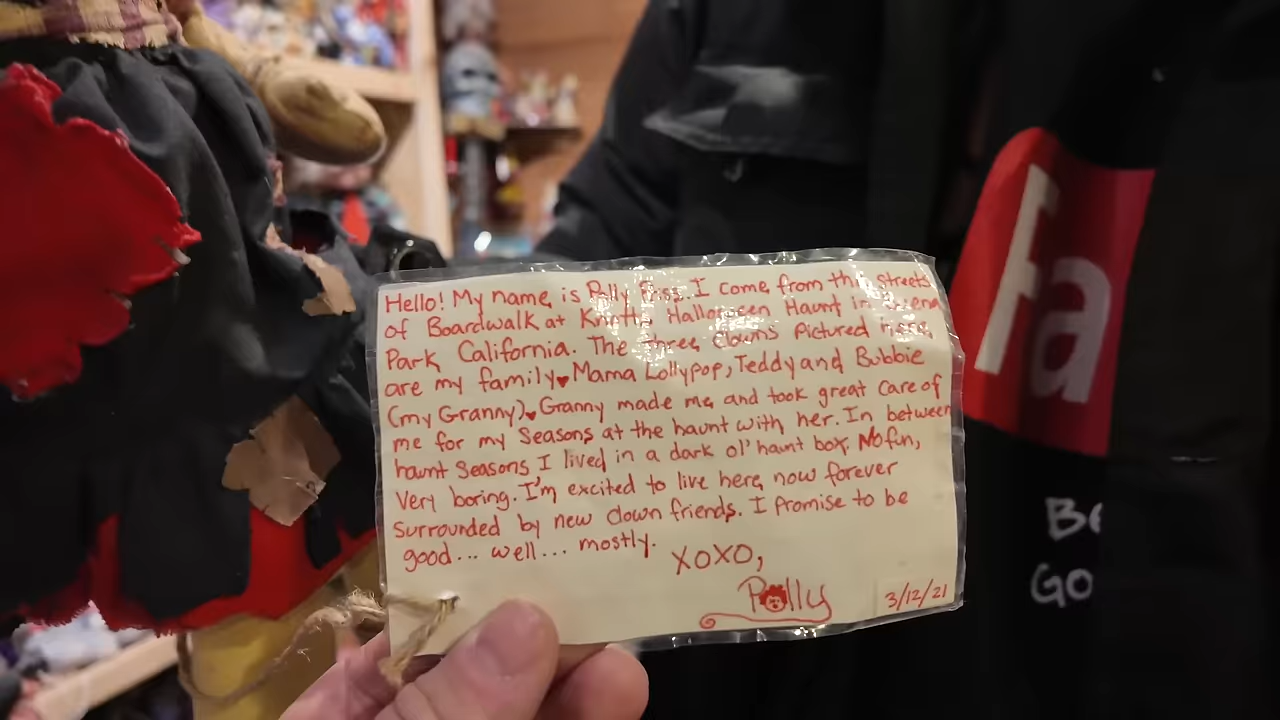 Hello! My name is Polly Piss. I come from the streets
of Boardwalk at Knott's Halloween Haunt in Buena
Park California. The three clowns pictured here
are my family♥Mama Lollypop, Teddy and Bubbie
(my Granny).♥Granny made me and took great care of
me for my seasons at the haunt with her. In between
haunt seasons I lived in a dark ol' haunt box. No fun,
very boring. I'm excited to live here now forever
surrounded by new clown friends. I promise to be
good... well... mostly.
XOXO,
Polly
3/12/21
Fa
Be
Go